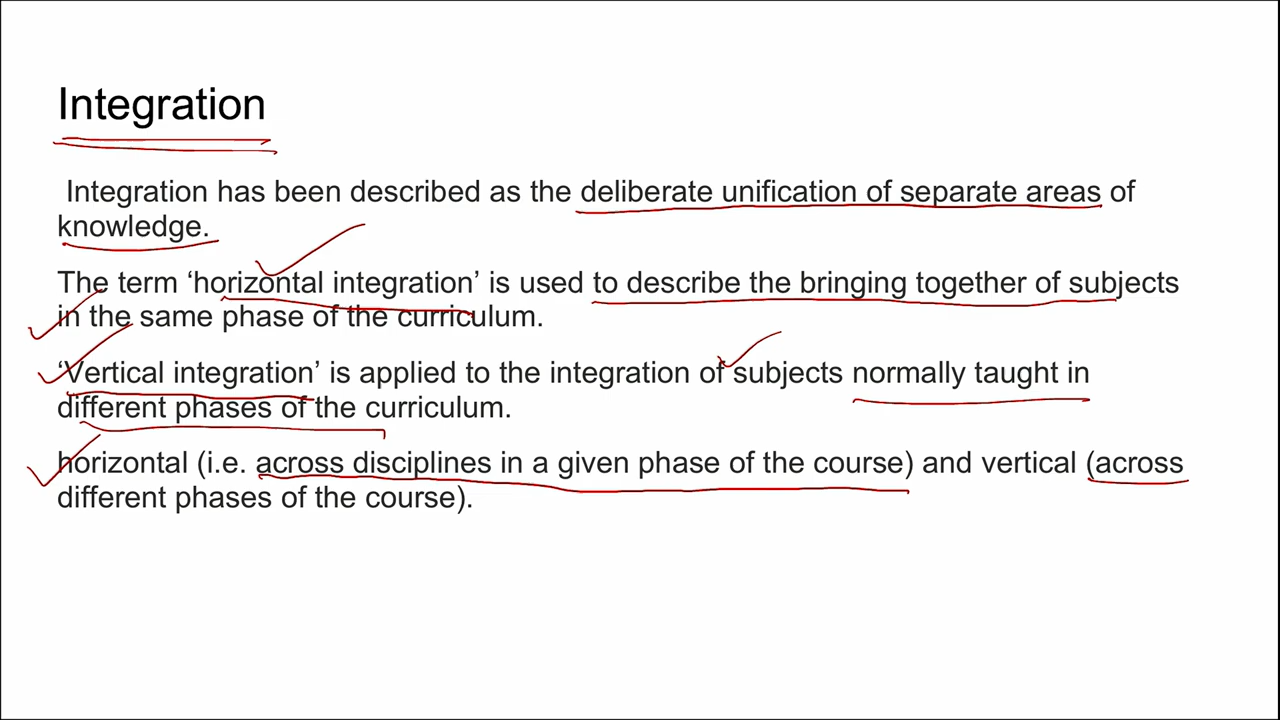 Integration
Integration has been described as the deliberate unification of separate areas of
knowledge.
The term ‘horizontal integration’ is used to describe the bringing together of subjects
in the same phase of the curriculum.
‘Vertical integration’ is applied to the integration of subjects normally taught in
different phases of the curriculum.
horizontal (i.e. across disciplines in a given phase of the course) and vertical (across
different phases of the course).